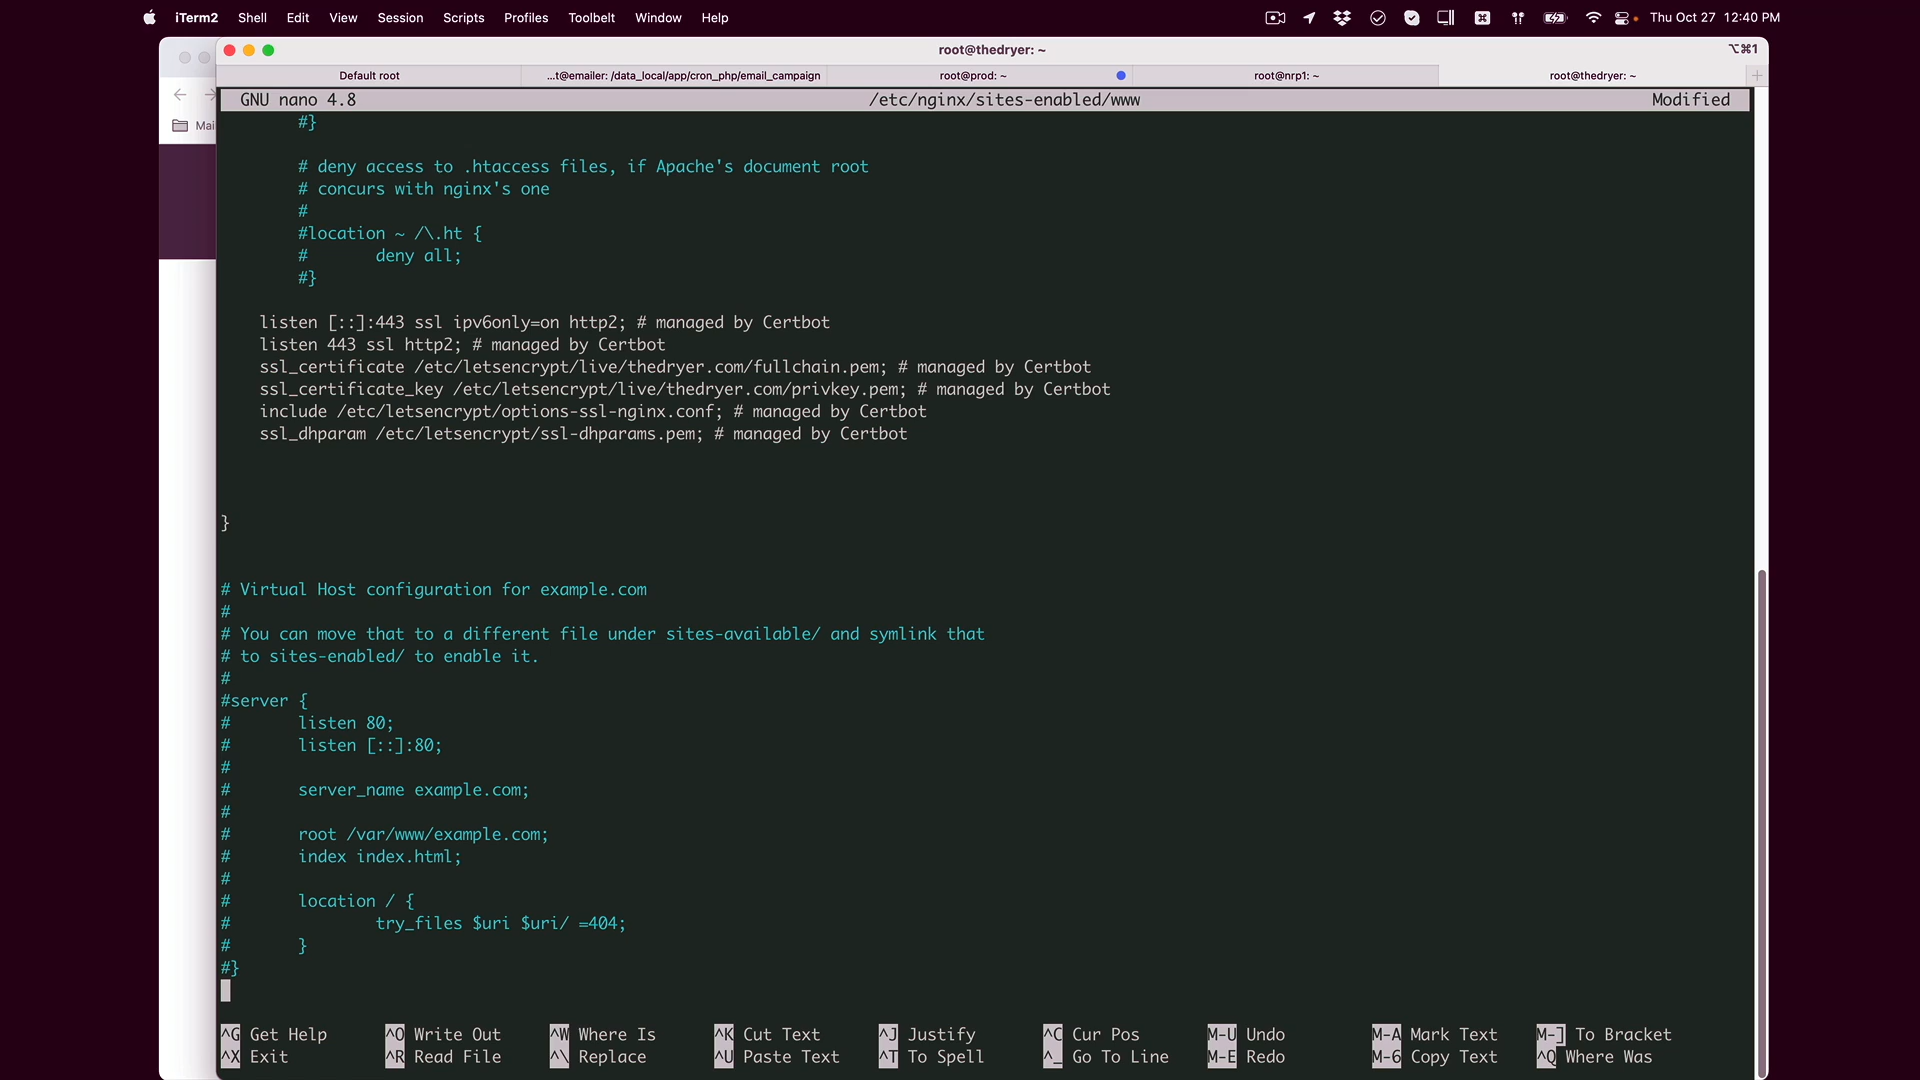 iTerm2 Shell Edit View Session Scripts Profiles Toolbelt Window Help Thu Oct 27 12:40 PM
root@thedryer: ~ ⌥⌘1
Default root ...t@emailer: /data_local/app/cron_php/email_campaign root@prod: ~ root@nrp1: ~ root@thedryer: ~
Mai
GNU nano 4.8 /etc/nginx/sites-enabled/www Modified
#}
# deny access to .htaccess files, if Apache's document root
# concurs with nginx's one
#
#location ~ /\.ht {
# deny all;
#}
listen [::]:443 ssl ipv6only=on http2; # managed by Certbot
listen 443 ssl http2; # managed by Certbot
ssl_certificate /etc/letsencrypt/live/thedryer.com/fullchain.pem; # managed by Certbot
ssl_certificate_key /etc/letsencrypt/live/thedryer.com/privkey.pem; # managed by Certbot
include /etc/letsencrypt/options-ssl-nginx.conf; # managed by Certbot
ssl_dhparam /etc/letsencrypt/ssl-dhparams.pem; # managed by Certbot
}
# Virtual Host configuration for example.com
#
# You can move that to a different file under sites-available/ and symlink that
# to sites-enabled/ to enable it.
#
#server {
# listen 80;
# listen [::]:80;
#
# server_name example.com;
#
# root /var/www/example.com;
# index index.html;
#
# location / {
# try_files $uri $uri/ =404;
# }
#}
^G Get Help ^O Write Out ^W Where Is ^K Cut Text ^J Justify ^C Cur Pos M-U Undo M-A Mark Text M-] To Bracket
^X Exit ^R Read File ^\ Replace ^U Paste Text ^T To Spell ^_ Go To Line M-E Redo M-6 Copy Text ^Q Where Was